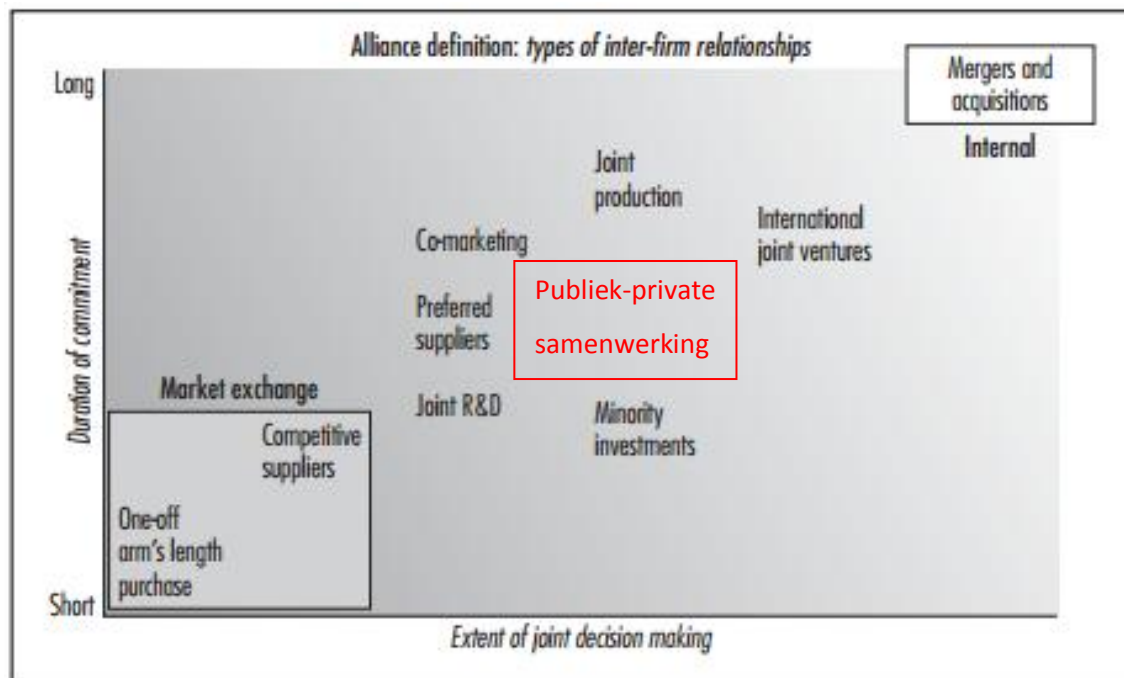 Alliance definition: types of inter-firm relationships
Long
Mergers and
acquisitions
Internal
Joint
production
International
joint ventures
Co-marketing
Publiek-private
samenwerking
Preferred
suppliers
Duration of commitment
Market exchange
Joint R&D
Minority
investments
Competitive
suppliers
One-off
arm's length
purchase
Short
Extent of joint decision making